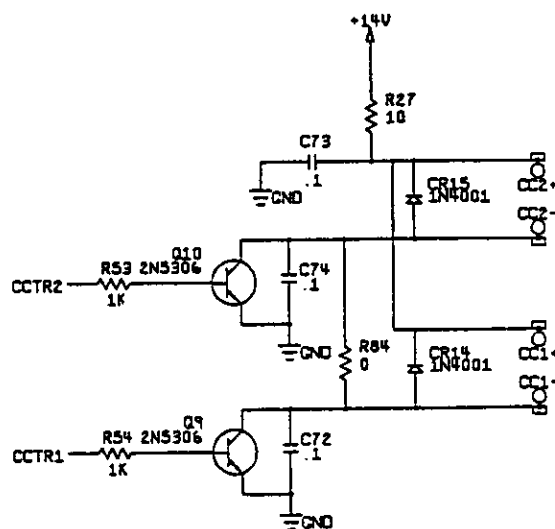 +14V
R27
10
C73
.1
GND
CR15
1N4001
CC2+
CC2-
Q10
R53 2N5306
CCTR2
1K
C74
.1
GND
R84
0
CR14
1N4001
CC1+
CC1-
Q9
R54 2N5306
CCTR1
1K
C72
.1
GND